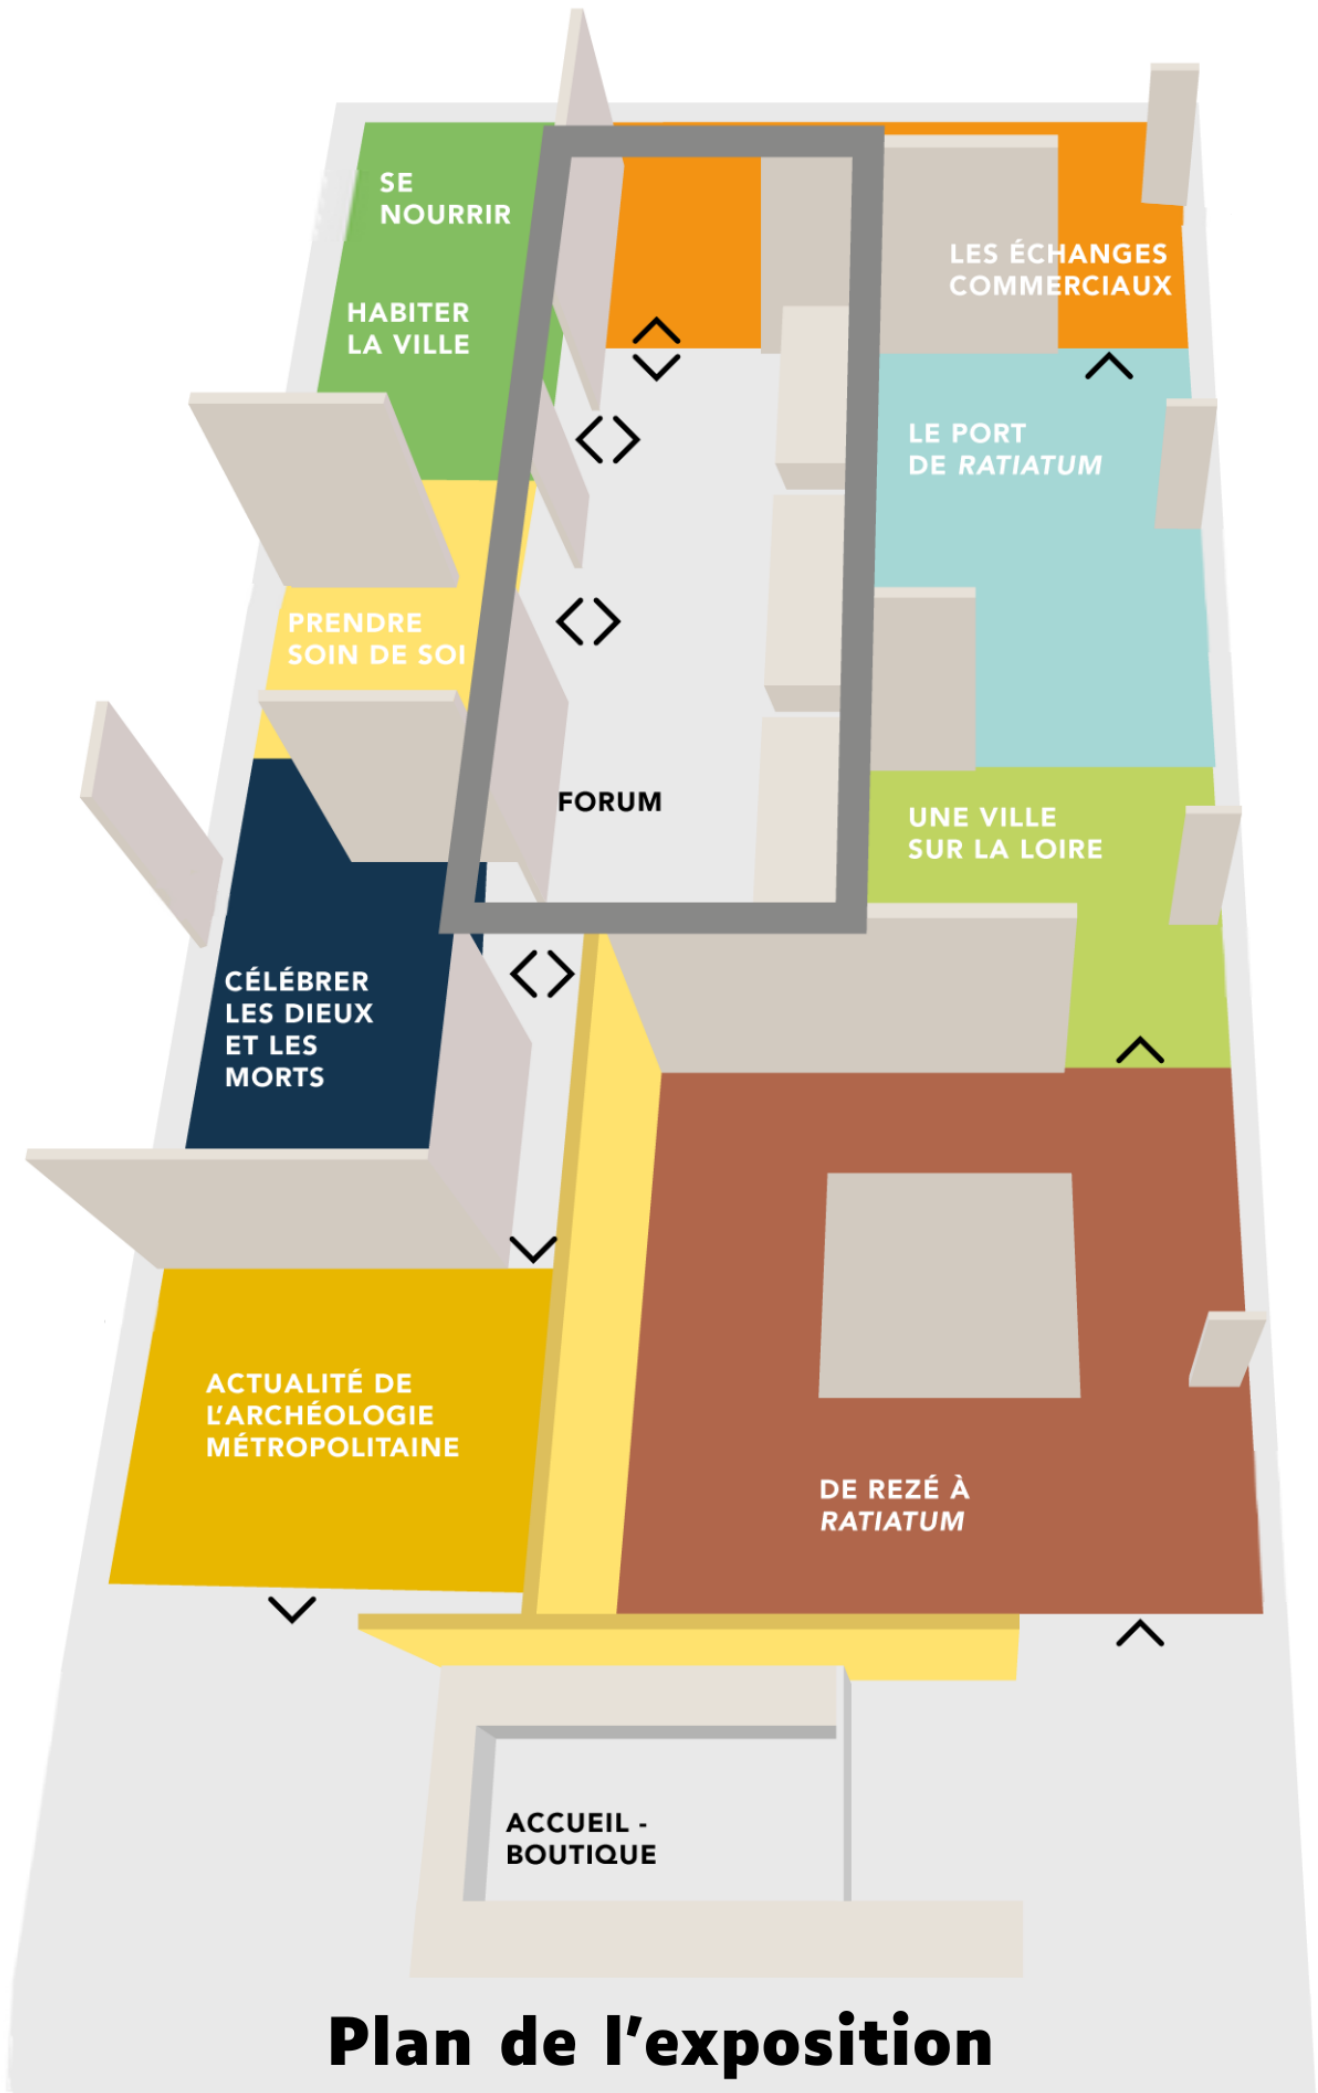 SE
NOURRIR
HABITER
LA VILLE
LES ÉCHANGES
COMMERCIAUX
LE PORT
DE RATIATUM
PRENDRE
SOIN DE SOI
FORUM
UNE VILLE
SUR LA LOIRE
CÉLÉBRER
LES DIEUX
ET LES
MORTS
ACTUALITÉ DE
L'ARCHÉOLOGIE
MÉTROPOLITAINE
DE REZÉ À
RATIATUM
ACCUEIL -
BOUTIQUE
Plan de l'exposition